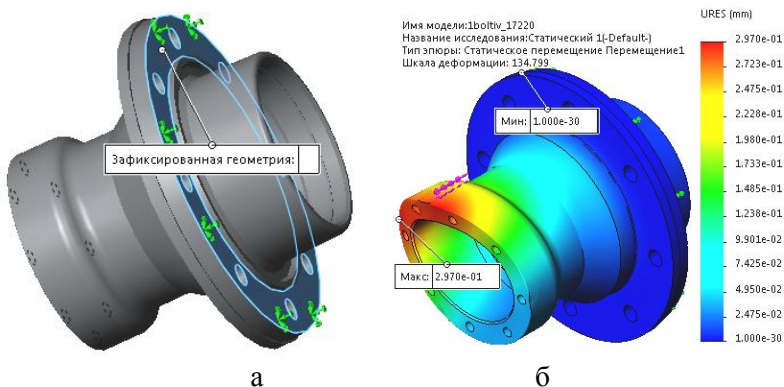 Зафиксированная геометрия:
Имя модели:1boltiv_17220
Название исследования:Статический 1(-Default-)
Тип эпюры: Статическое перемещение Перемещение1
Шкала деформации: 134.799
Мин: 1.000e-30
Макс: 2.970e-01
URES (mm)
2.970e-01
2.723e-01
2.475e-01
2.228e-01
1.980e-01
1.733e-01
1.485e-01
1.238e-01
9.901e-02
7.426e-02
4.950e-02
2.475e-02
1.000e-30
а
б